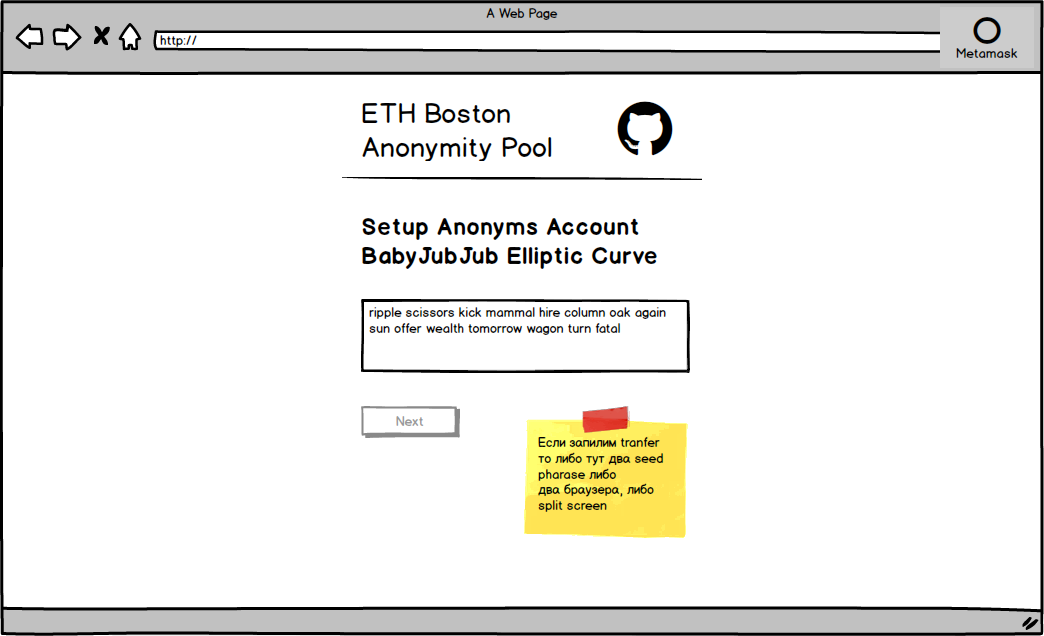 A Web Page
http://
Metamask
ETH Boston
Anonymity Pool
Setup Anonyms Account
BabyJubJub Elliptic Curve
ripple scissors kick mammal hire column oak again
sun offer wealth tomorrow wagon turn fatal
Next
Если запилим tranfer
то либо тут два seed
pharase либо
два браузера, либо
split screen